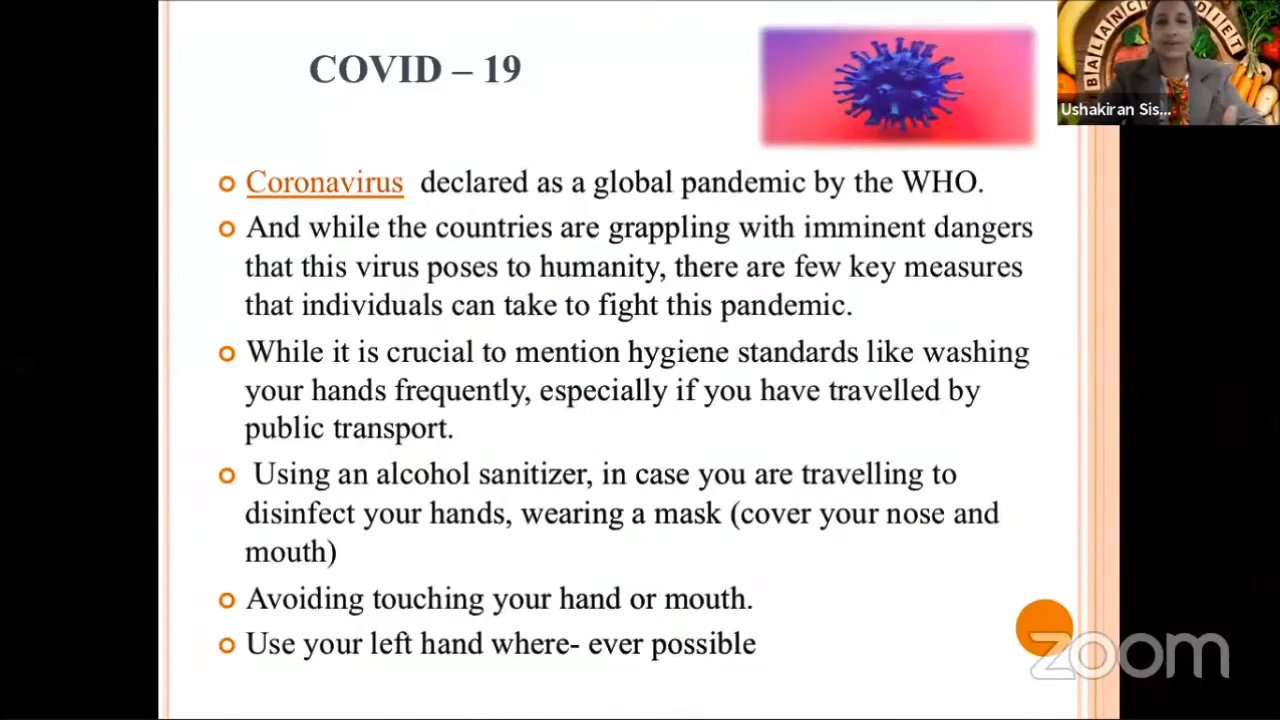 COVID – 19
BALANC DIET
Ushakiran Sis...
Coronavirus declared as a global pandemic by the WHO.
And while the countries are grappling with imminent dangers
that this virus poses to humanity, there are few key measures
that individuals can take to fight this pandemic.
While it is crucial to mention hygiene standards like washing
your hands frequently, especially if you have travelled by
public transport.
Using an alcohol sanitizer, in case you are travelling to
disinfect your hands, wearing a mask (cover your nose and
mouth)
Avoiding touching your hand or mouth.
Use your left hand where- ever possible
zoom